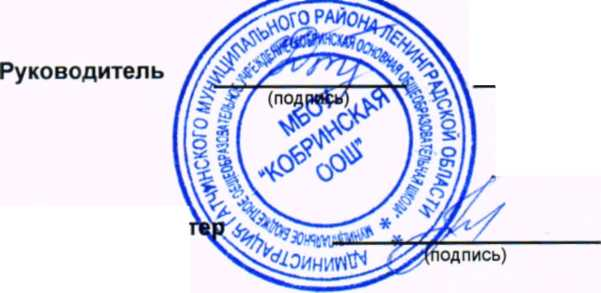 Руководитель
(подпись)
АДМИНИСТРАЦИЯ ГАТЧИНСКОГО МУНИЦИПАЛЬНОГО РАЙОНА ЛЕНИНГРАДСКОЙ ОБЛАСТИ
МУНИЦИПАЛЬНОЕ БЮДЖЕТНОЕ ОБЩЕОБРАЗОВАТЕЛЬНОЕ УЧРЕЖДЕНИЕ "КОБРИНСКАЯ ОСНОВНАЯ ОБЩЕОБРАЗОВАТЕЛЬНАЯ ШКОЛА"
МБОУ
"КОБРИНСКАЯ
ООШ"
тер
(подпись)